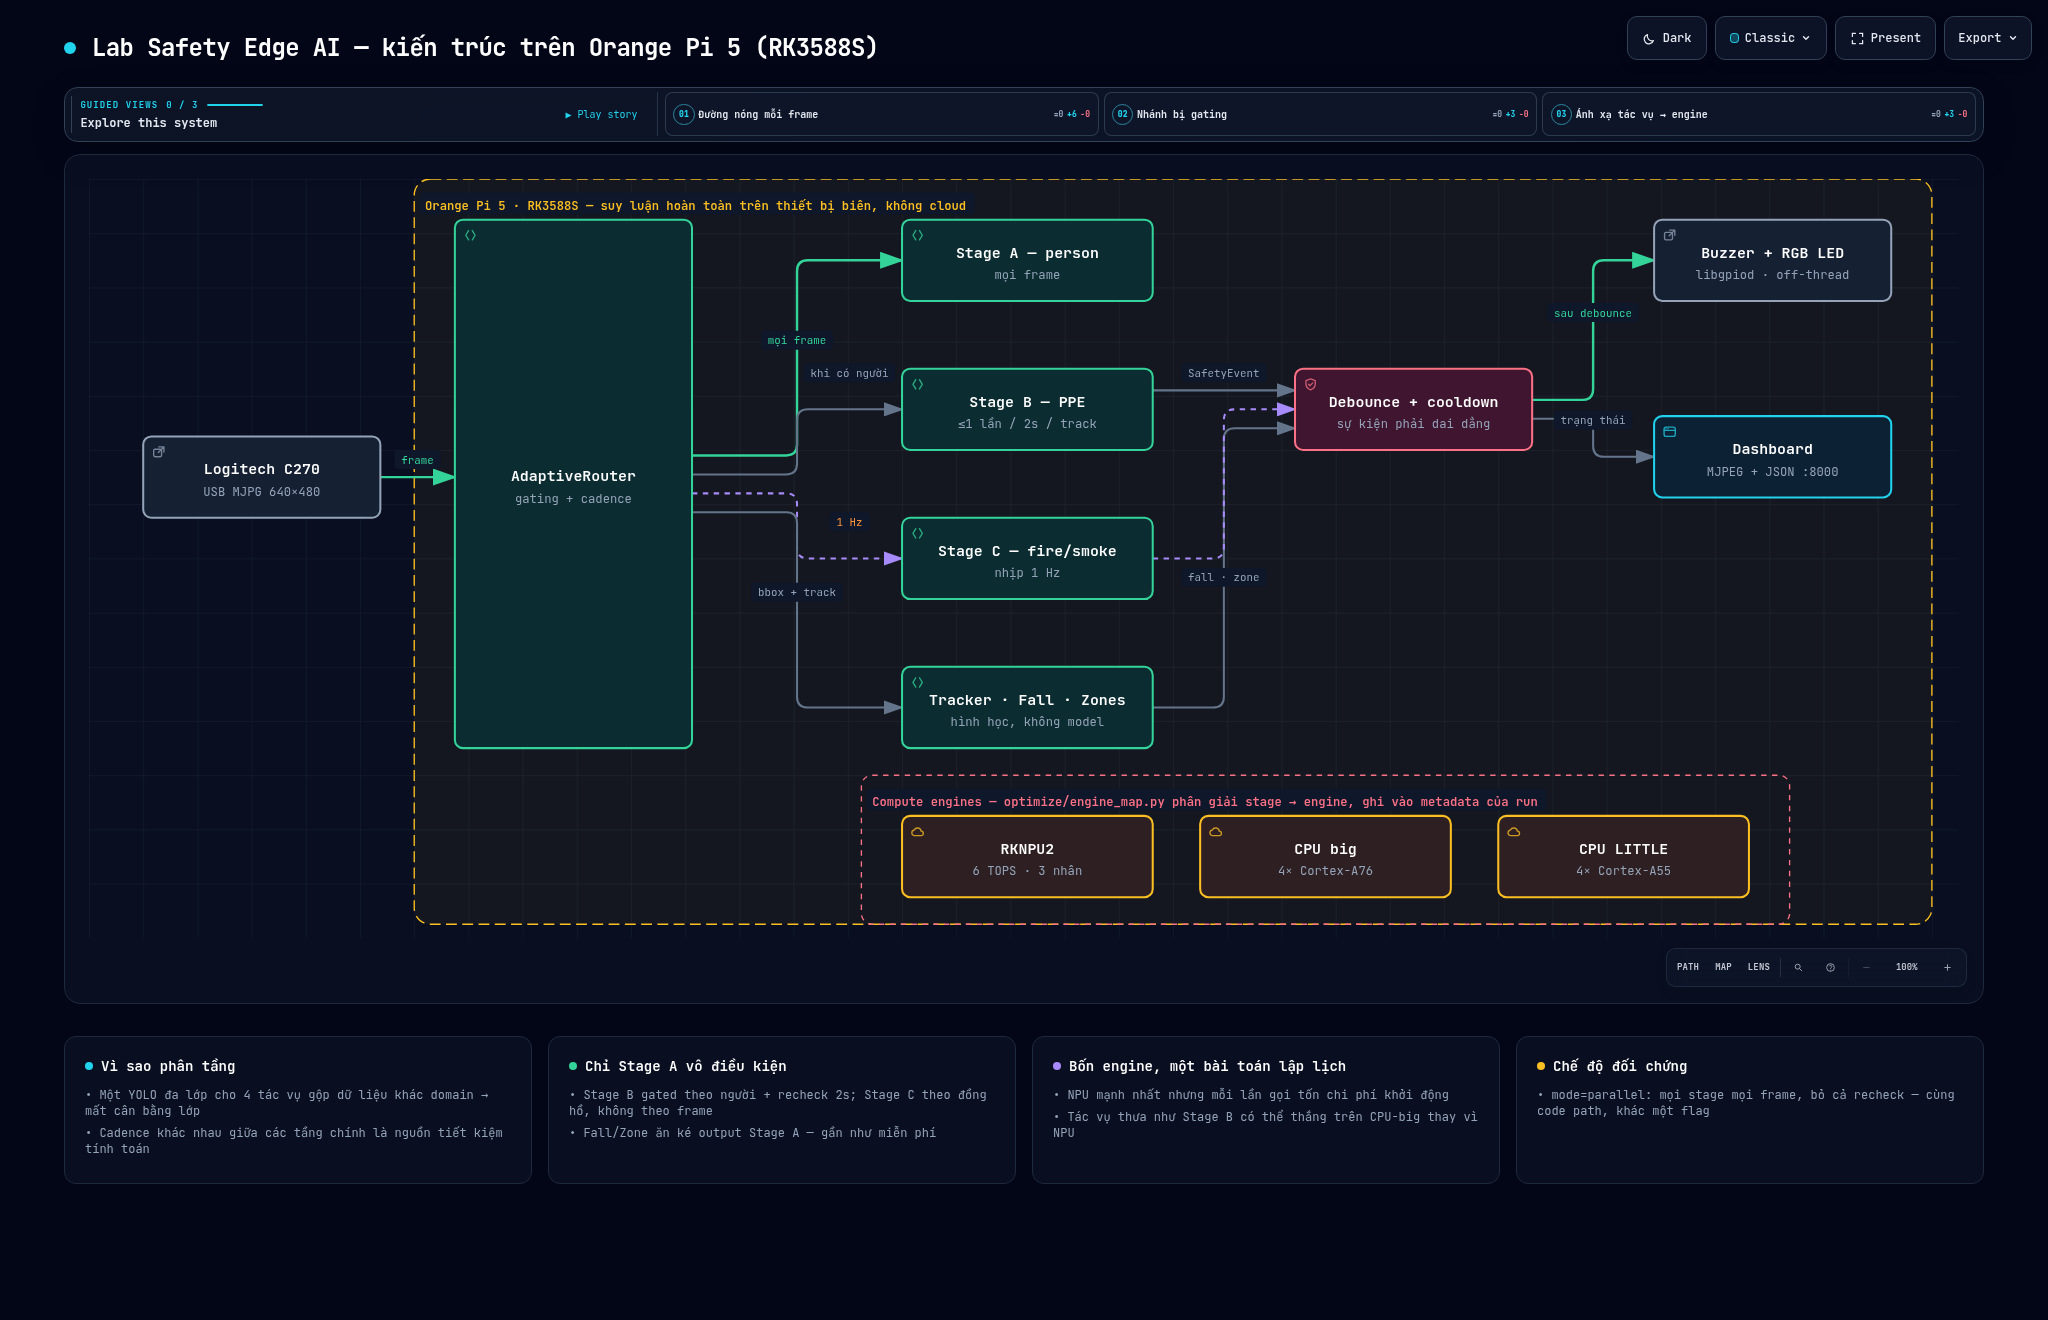 Lab Safety Edge AI — kiến trúc trên Orange Pi 5 (RK3588S)
Dark
Classic
Present
Export
GUIDED VIEWS 0 / 3
Explore this system
▶ Play story
01 Đường nóng mỗi frame ≡0 +6 -0
02 Nhánh bị gating ≡0 +3 -0
03 Ánh xạ tác vụ → engine ≡0 +3 -0
Orange Pi 5 · RK3588S — suy luận hoàn toàn trên thiết bị biên, không cloud
Logitech C270
USB MJPG 640×480
frame
AdaptiveRouter
gating + cadence
mọi frame
khi có người
1 Hz
bbox + track
Stage A — person
mọi frame
Stage B — PPE
≤1 lần / 2s / track
Stage C — fire/smoke
nhịp 1 Hz
Tracker · Fall · Zones
hình học, không model
SafetyEvent
fall · zone
Debounce + cooldown
sự kiện phải dai dẳng
sau debounce
trạng thái
Buzzer + RGB LED
libgpiod · off-thread
Dashboard
MJPEG + JSON :8000
Compute engines — optimize/engine_map.py phân giải stage → engine, ghi vào metadata của run
RKNPU2
6 TOPS · 3 nhân
CPU big
4× Cortex-A76
CPU LITTLE
4× Cortex-A55
PATH
MAP
LENS
100%
Vì sao phân tầng
• Một YOLO đa lớp cho 4 tác vụ gộp dữ liệu khác domain →
mất cân bằng lớp
• Cadence khác nhau giữa các tầng chính là nguồn tiết kiệm
tính toán
Chỉ Stage A vô điều kiện
• Stage B gated theo người + recheck 2s; Stage C theo đồng
hồ, không theo frame
• Fall/Zone ăn ké output Stage A — gần như miễn phí
Bốn engine, một bài toán lập lịch
• NPU mạnh nhất nhưng mỗi lần gọi tốn chi phí khởi động
• Tác vụ thưa như Stage B có thể thắng trên CPU-big thay vì
NPU
Chế độ đối chứng
• mode=parallel: mọi stage mọi frame, bỏ cả recheck — cùng
code path, khác một flag